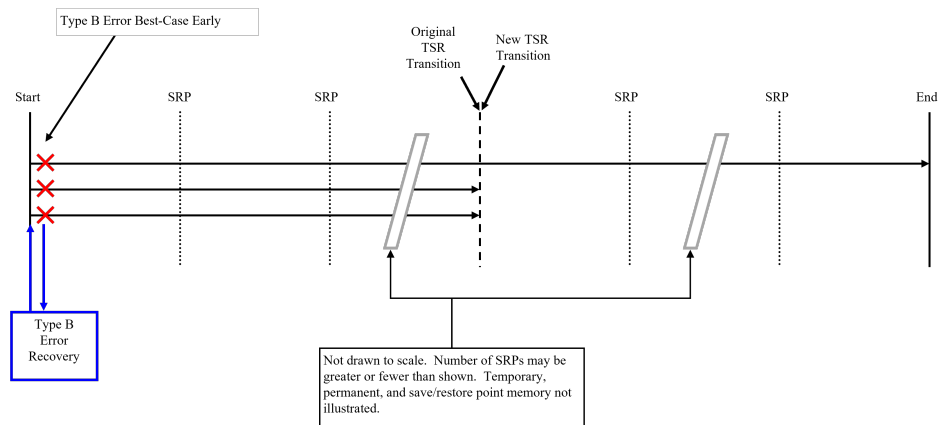 Type B Error Best-Case Early
Original
TSR
Transition
New TSR
Transition
Start
SRP
SRP
SRP
SRP
End
Type B
Error
Recovery
Not drawn to scale.  Number of SRPs may be
greater or fewer than shown.  Temporary,
permanent, and save/restore point memory not
illustrated.